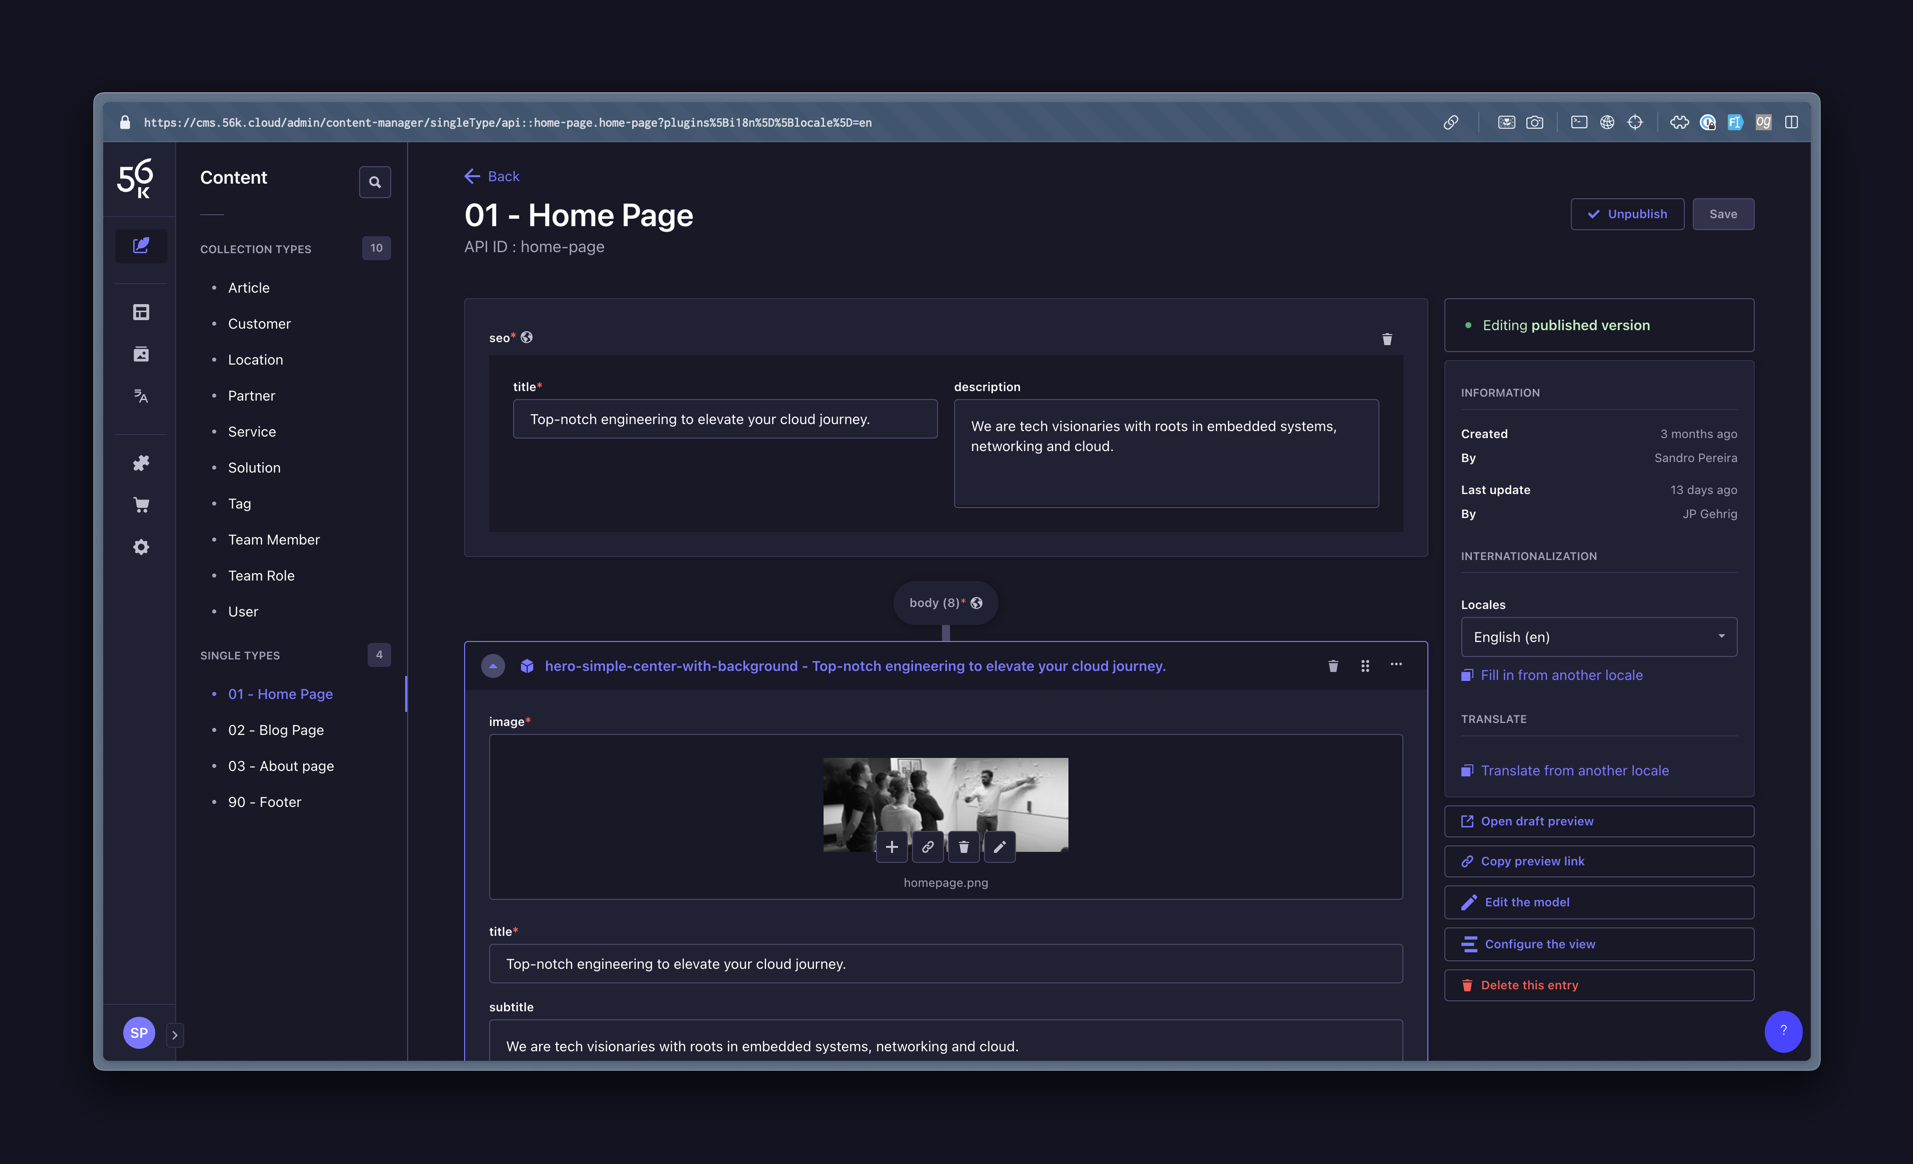 https://cms.56k.cloud/admin/content-manager/singleType/api::home-page.home-page?plugins%5Bi18n%5D%5Blocale%5D=en
56
K
Content
COLLECTION TYPES 10
Article
Customer
Location
Partner
Service
Solution
Tag
Team Member
Team Role
User
SINGLE TYPES 4
01 - Home Page
02 - Blog Page
03 - About page
90 - Footer
SP
Back
01 - Home Page
API ID : home-page
Unpublish
Save
seo*
title*
Top-notch engineering to elevate your cloud journey.
description
We are tech visionaries with roots in embedded systems,
networking and cloud.
body (8)*
hero-simple-center-with-background - Top-notch engineering to elevate your cloud journey.
image*
homepage.png
title*
Top-notch engineering to elevate your cloud journey.
subtitle
We are tech visionaries with roots in embedded systems, networking and cloud.
Editing published version
INFORMATION
Created 3 months ago
By Sandro Pereira
Last update 13 days ago
By JP Gehrig
INTERNATIONALIZATION
Locales
English (en)
Fill in from another locale
TRANSLATE
Translate from another locale
Open draft preview
Copy preview link
Edit the model
Configure the view
Delete this entry
?